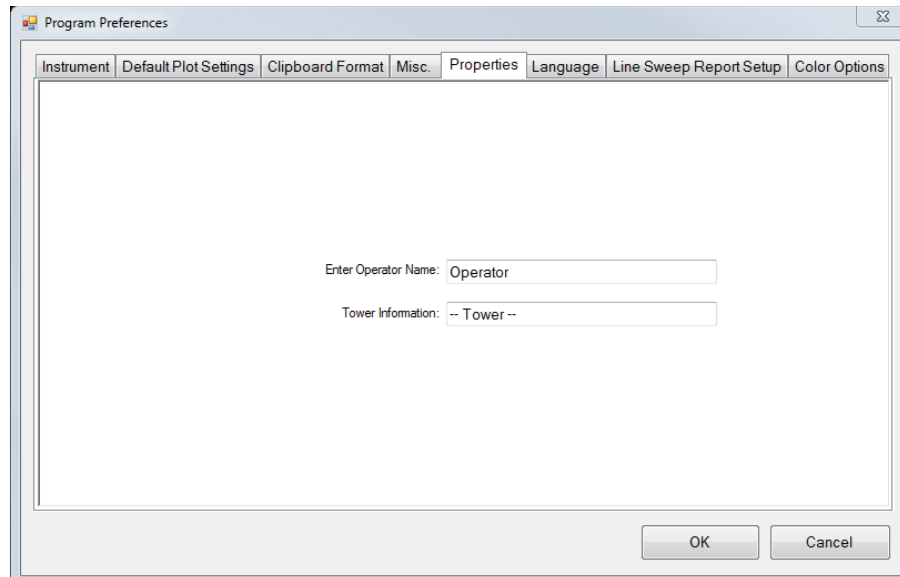 Program Preferences
Instrument Default Plot Settings Clipboard Format Misc. Properties Language Line Sweep Report Setup Color Options
Enter Operator Name: Operator
Tower Information: -- Tower --
OK Cancel